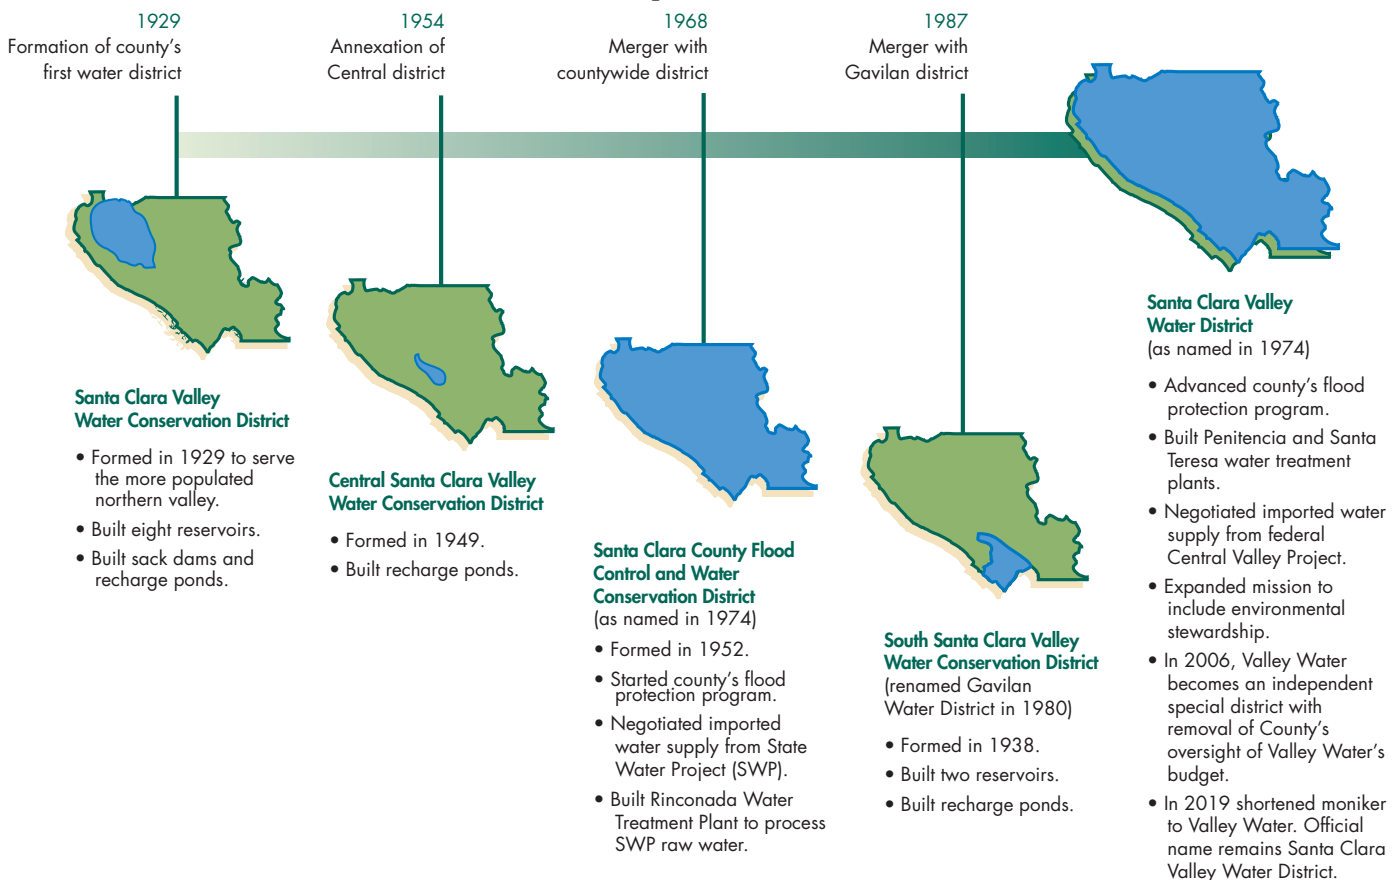 1929
Formation of county's
first water district
1954
Annexation of
Central district
1968
Merger with
countywide district
1987
Merger with
Gavilan district
Santa Clara Valley
Water Conservation District
• Formed in 1929 to serve
the more populated
northern valley.
• Built eight reservoirs.
• Built sack dams and
recharge ponds.
Central Santa Clara Valley
Water Conservation District
• Formed in 1949.
• Built recharge ponds.
Santa Clara County Flood
Control and Water
Conservation District
(as named in 1974)
• Formed in 1952.
• Started county's flood
protection program.
• Negotiated imported
water supply from State
Water Project (SWP).
• Built Rinconada Water
Treatment Plant to process
SWP raw water.
South Santa Clara Valley
Water Conservation District
(renamed Gavilan
Water District in 1980)
• Formed in 1938.
• Built two reservoirs.
• Built recharge ponds.
Santa Clara Valley
Water District
(as named in 1974)
• Advanced county's flood
protection program.
• Built Penitencia and Santa
Teresa water treatment
plants.
• Negotiated imported water
supply from federal
Central Valley Project.
• Expanded mission to
include environmental
stewardship.
• In 2006, Valley Water
becomes an independent
special district with
removal of County's
oversight of Valley Water's
budget.
• In 2019 shortened moniker
to Valley Water. Official
name remains Santa Clara
Valley Water District.